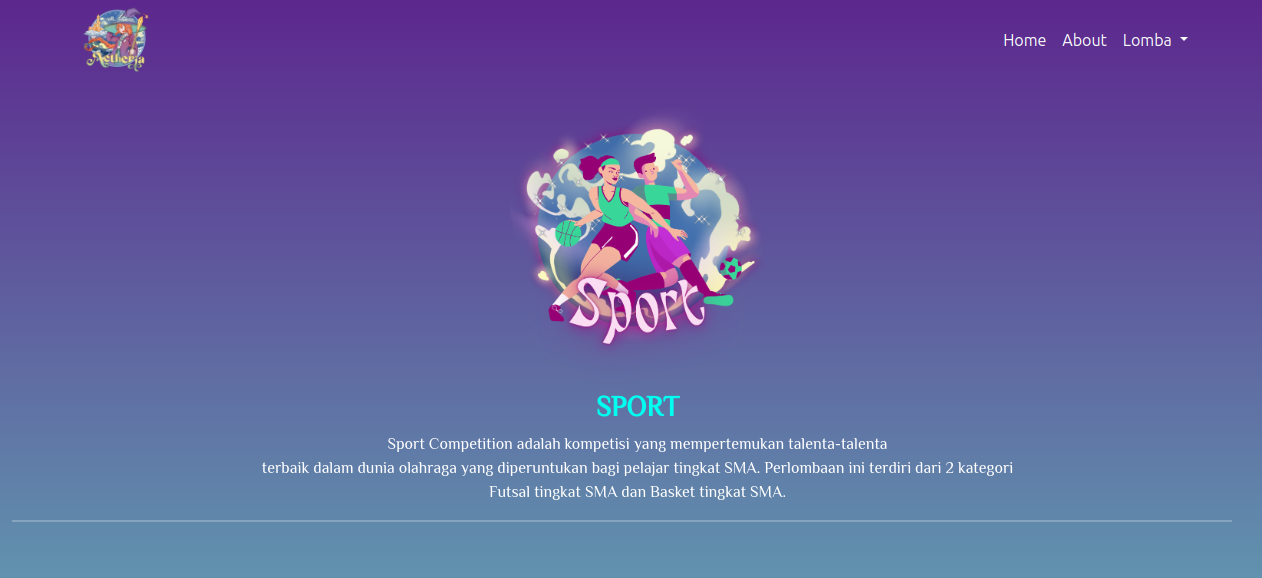 Aetheria
Home About Lomba
Sport
SPORT
Sport Competition adalah kompetisi yang mempertemukan talenta-talenta
terbaik dalam dunia olahraga yang diperuntukan bagi pelajar tingkat SMA. Perlombaan ini terdiri dari 2 kategori
Futsal tingkat SMA dan Basket tingkat SMA.